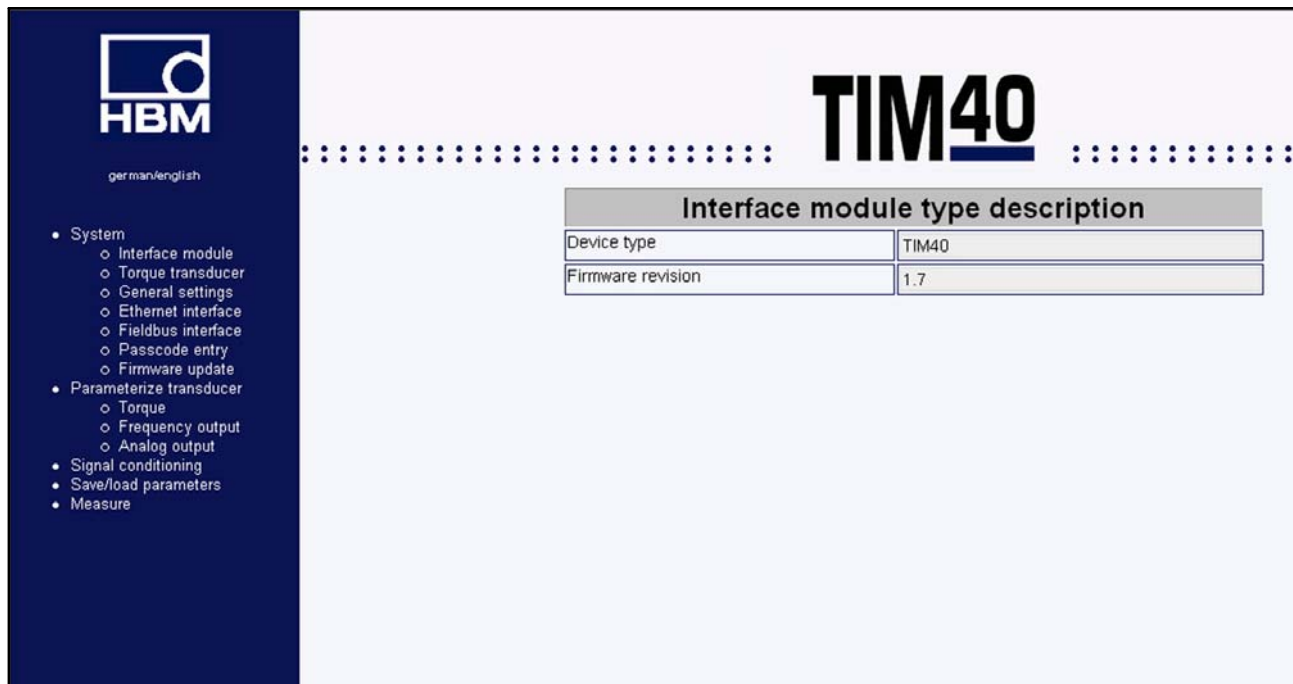 HBM
german/english
System
Interface module
Torque transducer
General settings
Ethernet interface
Fieldbus interface
Passcode entry
Firmware update
Parameterize transducer
Torque
Frequency output
Analog output
Signal conditioning
Save/load parameters
Measure
TIM40
Interface module type description
Device type TIM40
Firmware revision 1.7